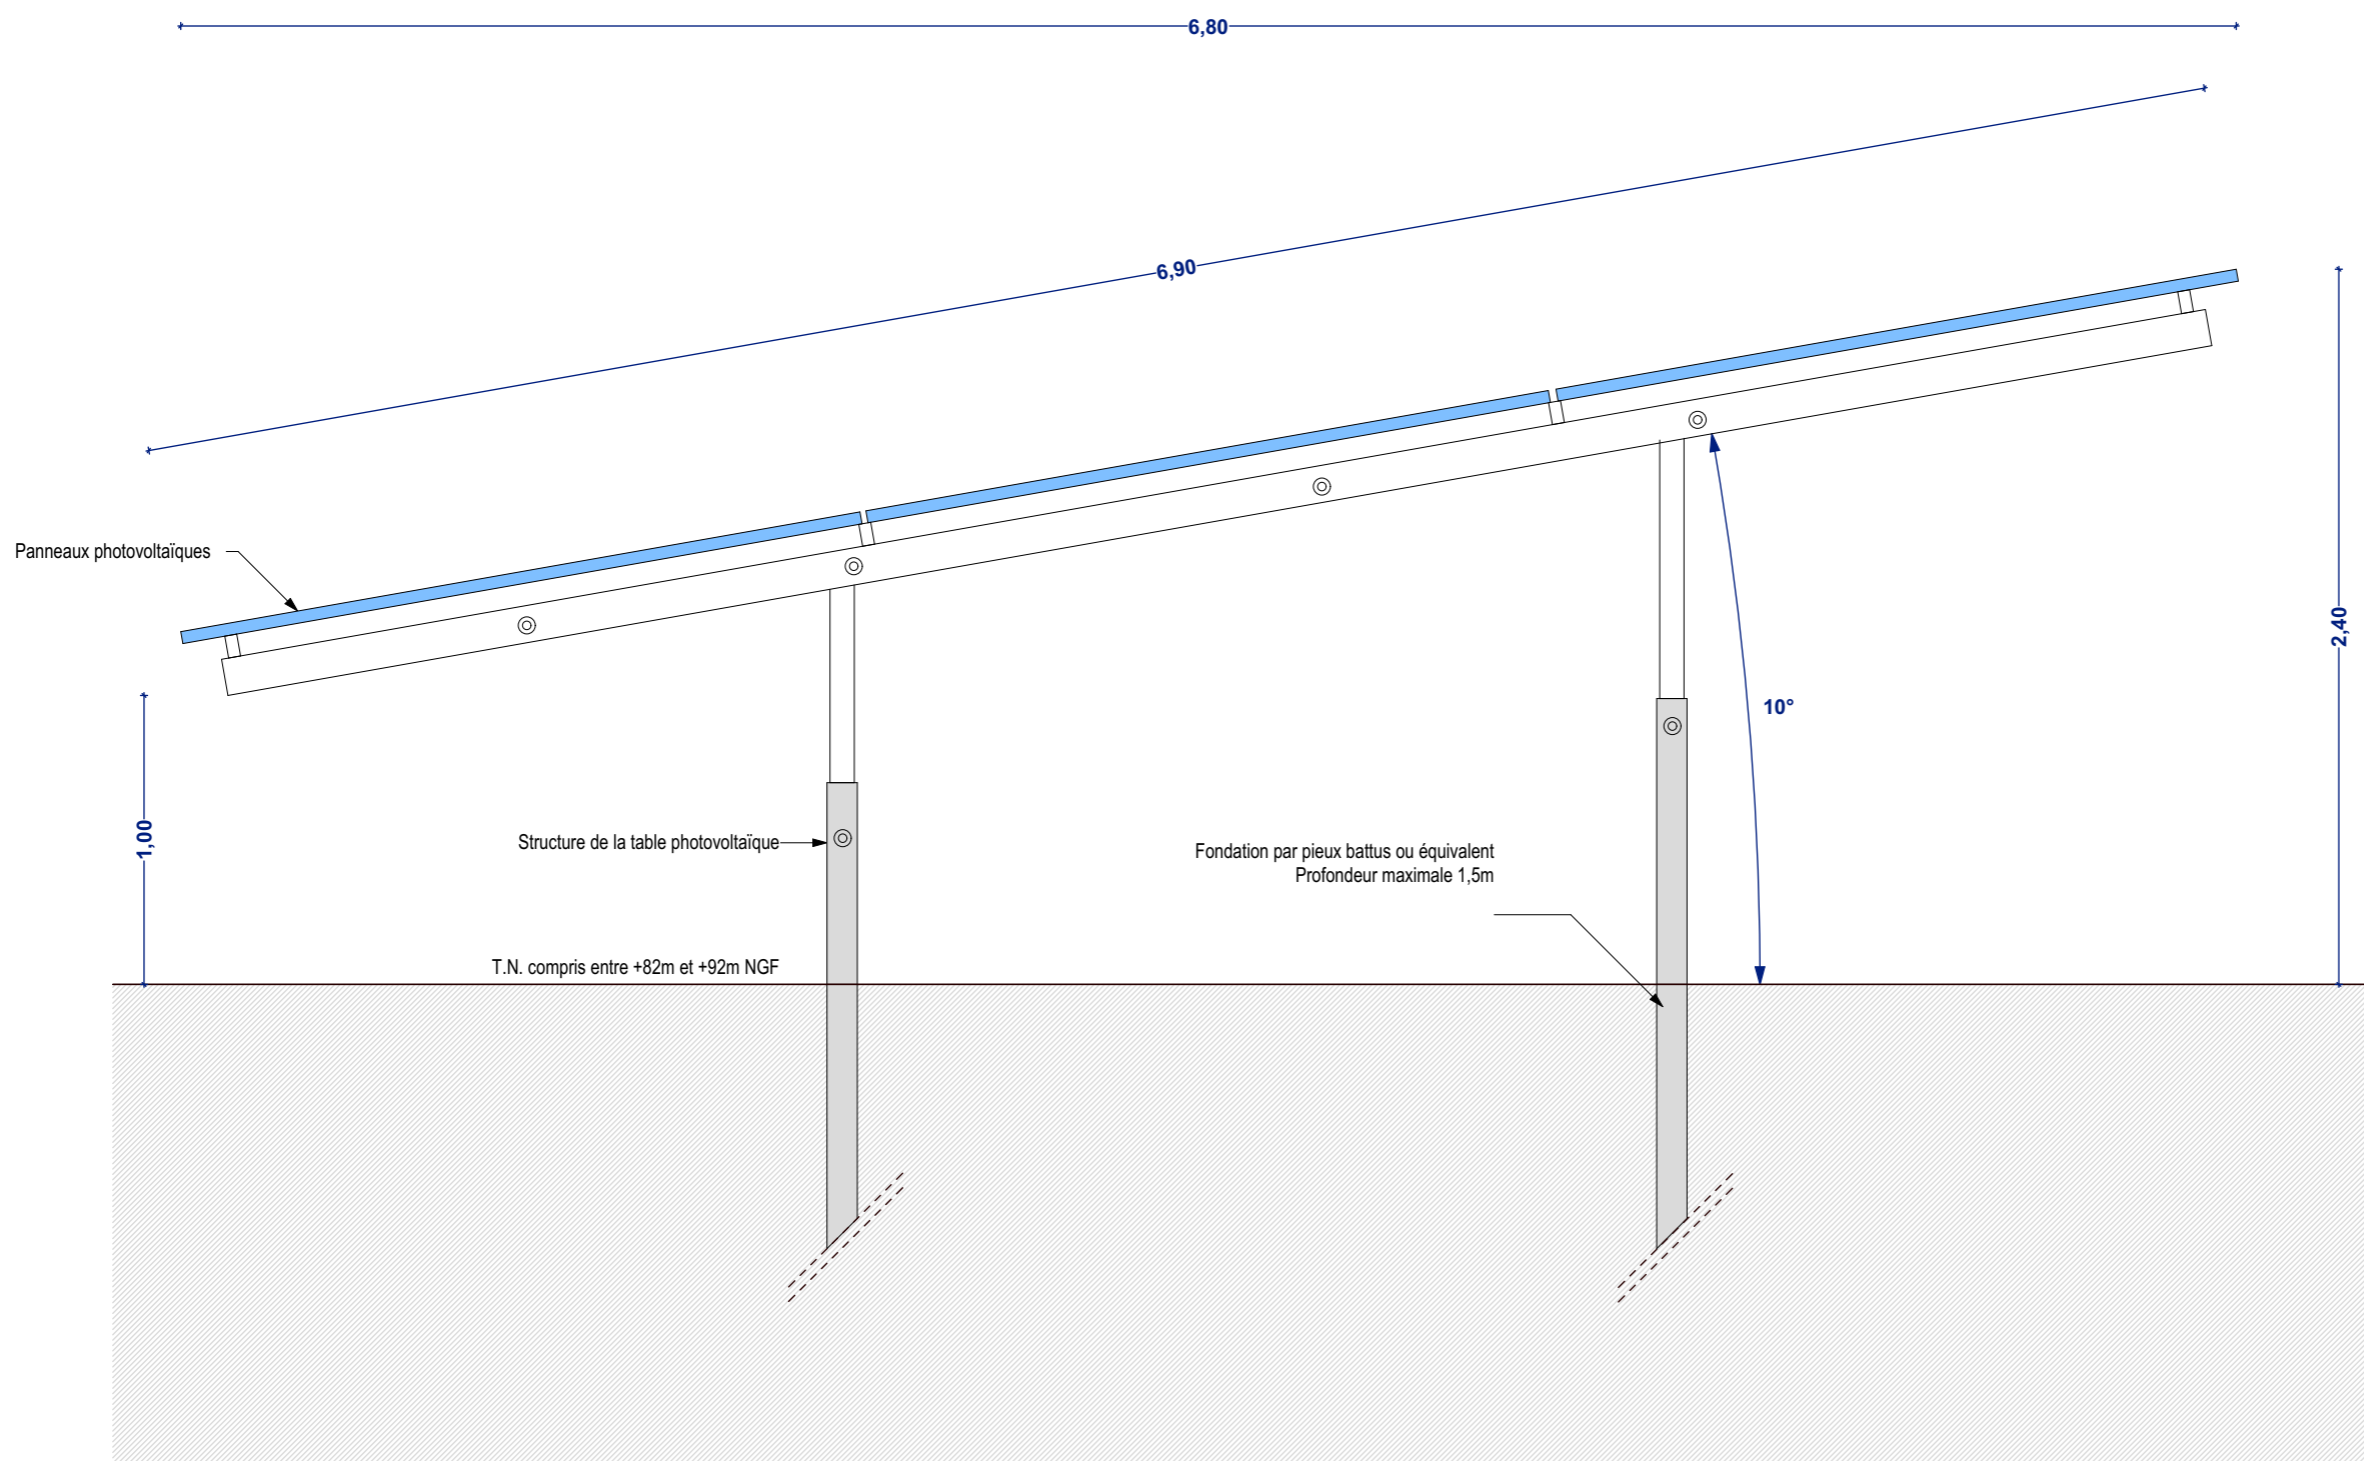 6,80
6,90
Panneaux photovoltaïques
2,40
10°
1,00
Structure de la table photovoltaïque
Fondation par pieux battus ou équivalent
Profondeur maximale 1,5m
T.N. compris entre +82m et +92m NGF